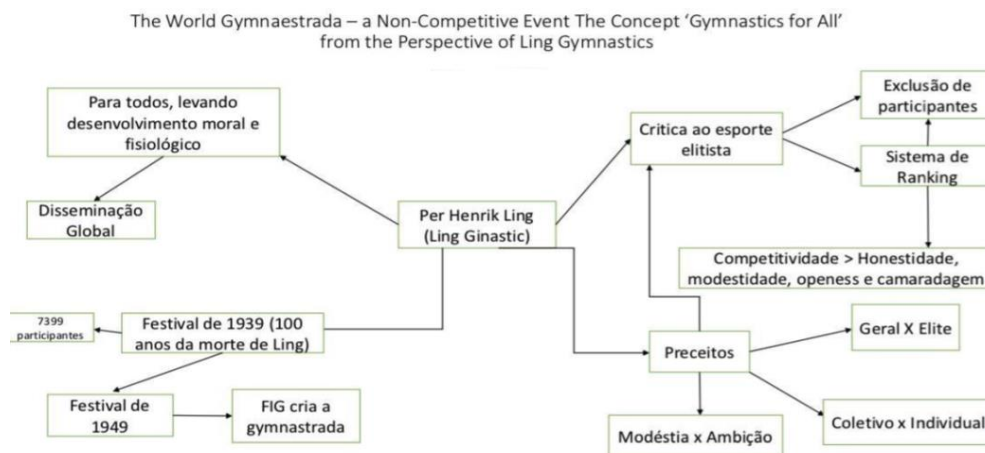 The World Gymnaestrada – a Non-Competitive Event The Concept ‘Gymnastics for All’
from the Perspective of Ling Gymnastics
Para todos, levando
desenvolvimento moral e
fisiológico
Disseminação
Global
Per Henrik Ling
(Ling Ginastic)
Critica ao esporte
elitista
Exclusão de
participantes
Sistema de
Ranking
Competitividade > Honestidade,
modestidade, openess e camaradagem
7399
participantes
Festival de 1939 (100
anos da morte de Ling)
Festival de
1949
FIG cria a
gymnastrada
Preceitos
Geral X Elite
Coletivo x Individual
Modéstia x Ambição